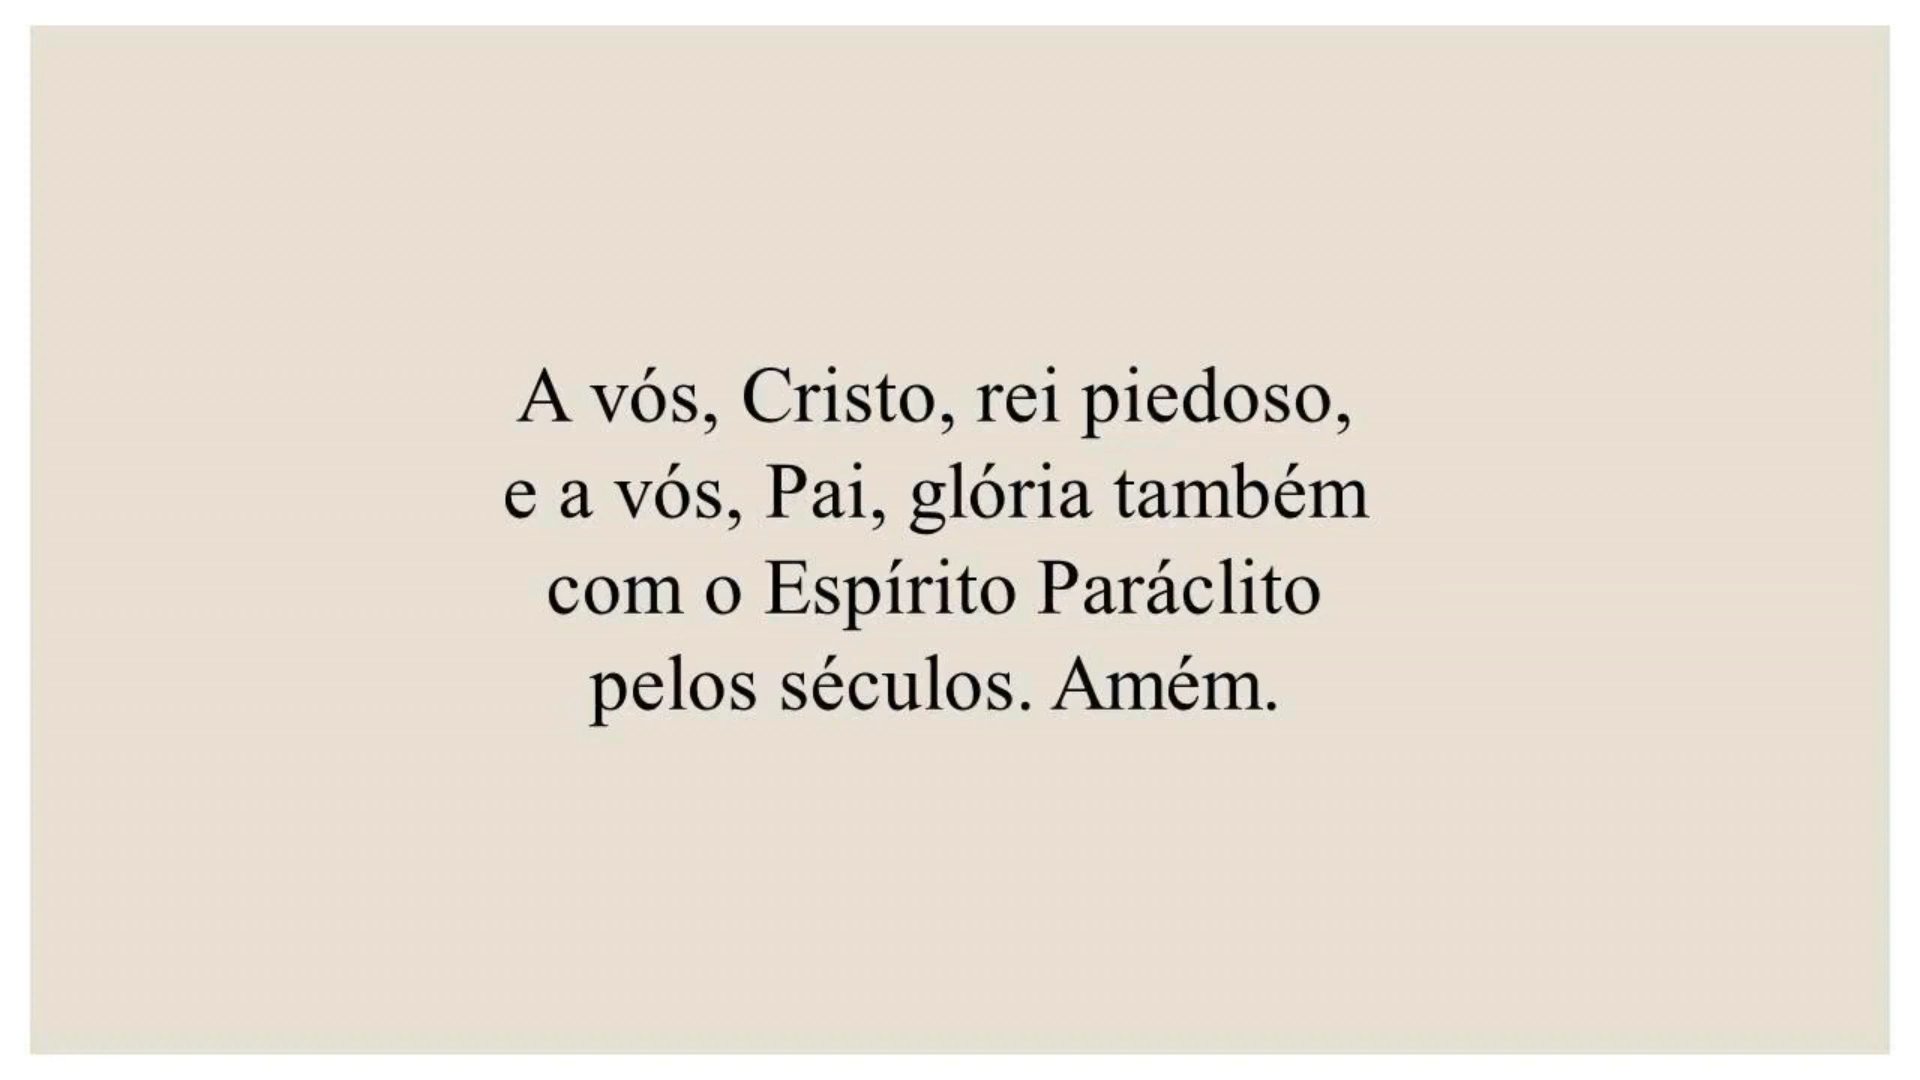 A vós, Cristo, rei piedoso,
e a vós, Pai, glória também
com o Espírito Paráclito
pelos séculos. Amém.